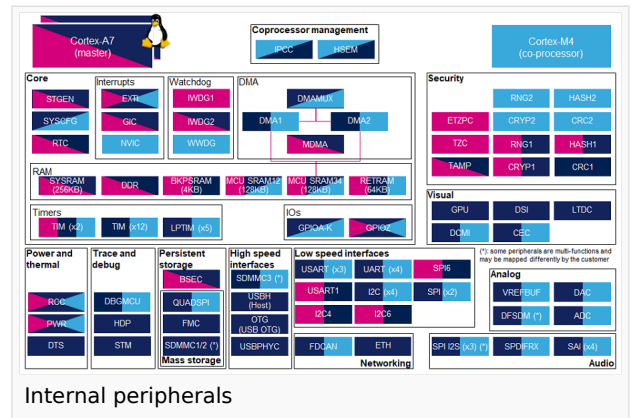 Cortex-A7
(master)
Coprocessor management
IPCC
HSEM
Cortex-M4
(co-processor)
Core
STGEN
SYSCFG
RTC
Interrupts
EXTI
GIC
NVIC
Watchdog
IWDG1
IWDG2
WWDG
DMA
DMAMUX
DMA1
DMA2
MDMA
Security
RNG2
HASH2
ETZPC
CRYP2
CRC2
TZC
RNG1
HASH1
TAMP
CRYP1
CRC1
RAM
SYSRAM
(256KB)
DDR
BKPSRAM
(4KB)
MCU SRAM12
(128KB)
MCU SRAM34
(128KB)
RETRAM
(64KB)
Timers
TIM (x2)
TIM (x12)
LPTIM (x5)
IOs
GPIOA-K
GPIOZ
Visual
GPU
DSI
LTDC
DCMI
CEC
(*): some peripherals are multi-functions and
may be mapped differently by the customer
Power and
thermal
RCC
PWR
DTS
Trace and
debug
DBGMCU
HDP
STM
Persistent
storage
BSEC
QUADSPI
FMC
SDMMC1/2 (*)
Mass storage
High speed
interfaces
SDMMC3 (*)
USBH
(Host)
OTG
(USB OTG)
USBPHYC
Low speed interfaces
USART (x3)
UART (x4)
SPI6
USART1
I2C (x4)
SPI (x2)
I2C4
I2C6
FDCAN
ETH
Networking
Analog
VREFBUF
DAC
DFSDM (*)
ADC
SPI I2S (x3) (*)
SPDIFRX
SAI (x4)
Audio
Internal peripherals